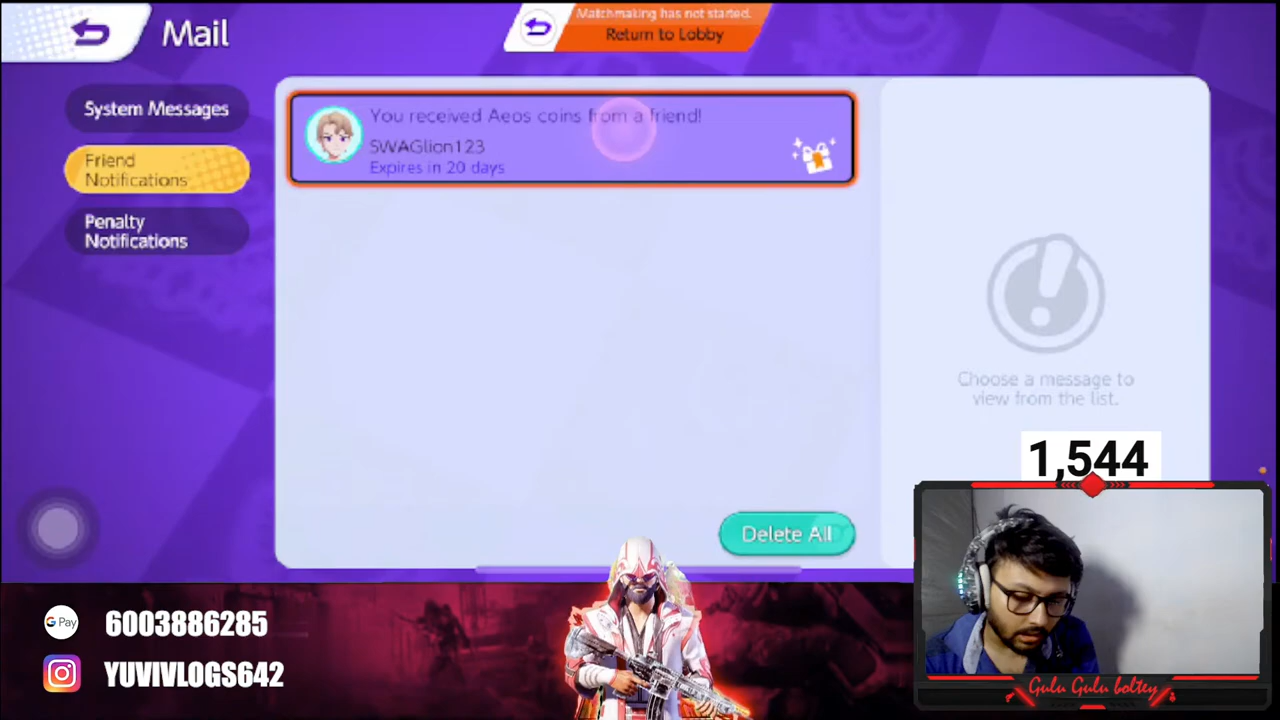 Mail
Matchmaking has not started.
Return to Lobby
System Messages
Friend
Notifications
Penalty
Notifications
You received Aeos coins from a friend!
SWAGlion123
Expires in 20 days
Choose a message to
view from the list.
Delete All
1,544
G Pay
6003886285
YUVIVLOGS642
Gulu Gulu boltey